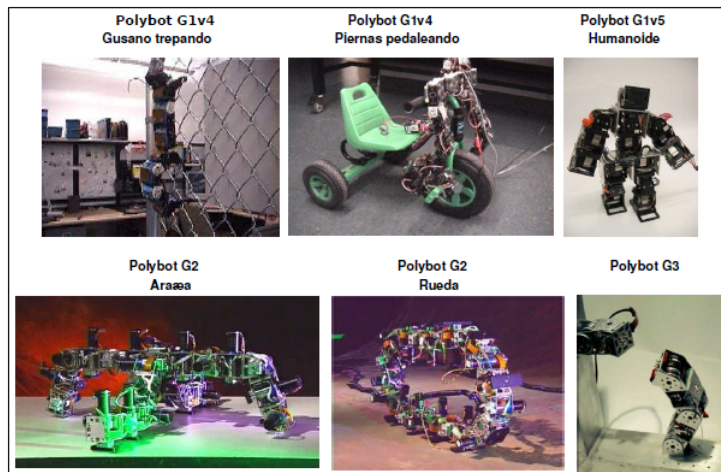 Polybot G1v4
Gusano trepando
Polybot G1v4
Piernas pedaleando
Polybot G1v5
Humanoide
Polybot G2
Araæa
Polybot G2
Rueda
Polybot G3